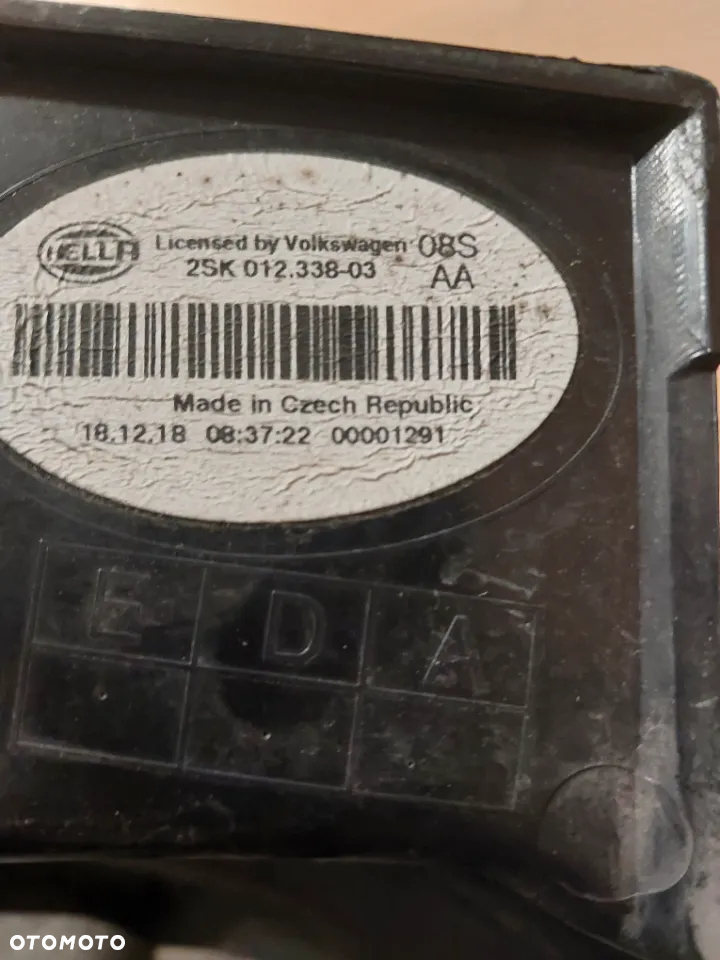 HELLA Licensed by Volkswagen 08S
2SK 012.338-03 AA
Made in Czech Republic
18.12.18 08:37:22 00001291
E D A
OTOMOTO